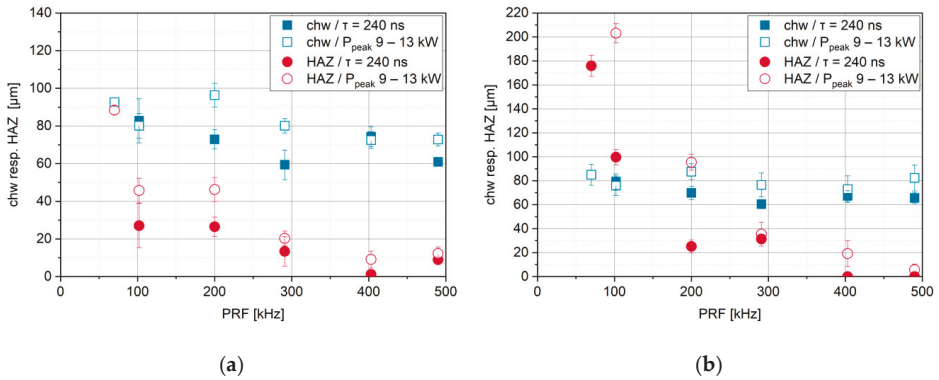 140
120
100
80
60
40
20
0
chw resp. HAZ [µm]
chw / τ = 240 ns
chw / P_peak 9 – 13 kW
HAZ / τ = 240 ns
HAZ / P_peak 9 – 13 kW
0 100 200 300 400 500
PRF [kHz]
(a)
220
200
180
160
140
120
100
80
60
40
20
0
chw resp. HAZ [µm]
chw / τ = 240 ns
chw / P_peak 9 – 13 kW
HAZ / τ = 240 ns
HAZ / P_peak 9 – 13 kW
0 100 200 300 400 500
PRF [kHz]
(b)